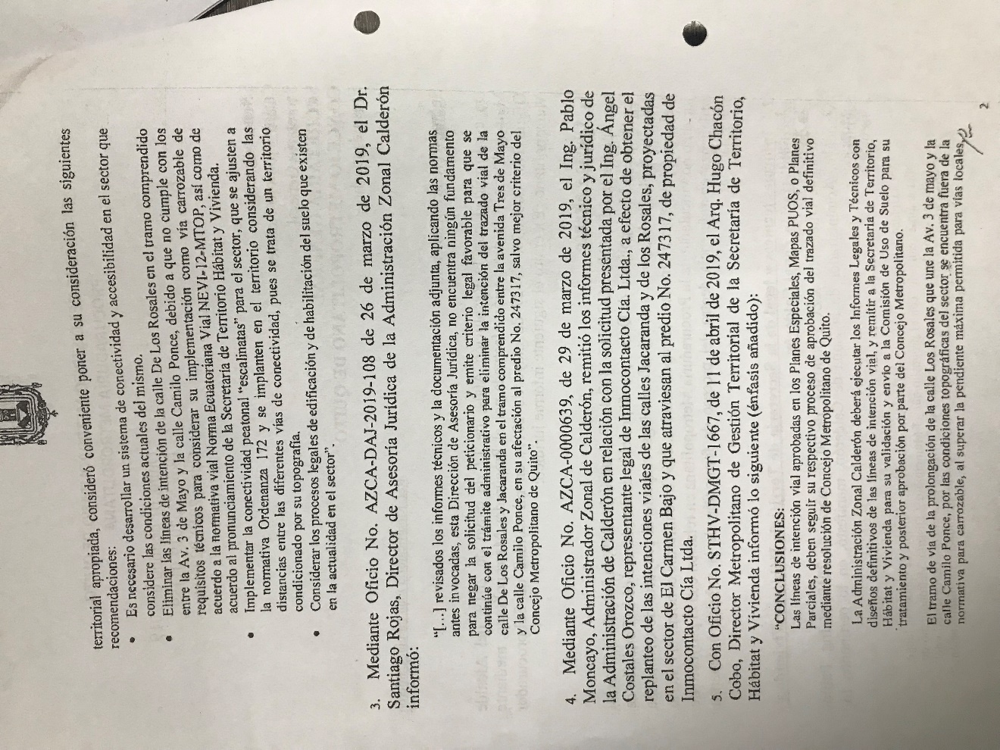 territorial apropiada, consideró conveniente poner a su consideración las siguientes
recomendaciones:
• Es necesario desarrollar un sistema de conectividad y accesibilidad en el sector que
considere las condiciones actuales del mismo.
• Eliminar las líneas de intención de la calle De Los Rosales en el tramo comprendido
entre la Av. 3 de Mayo y la calle Camilo Ponce, debido a que no cumple con los
requisitos técnicos para considerar su implementación como vía carrozable de
acuerdo a la normativa vial Norma Ecuatoriana Vial NEVI-12-MTOP, así como de
acuerdo al pronunciamiento de la Secretaría de Territorio Hábitat y Vivienda.
• Implementar la conectividad peatonal “escalinatas” para el sector, que se ajusten a
la normativa Ordenanza 172 y se implanten en el territorio considerando las
distancias entre las diferentes vías de conectividad, pues se trata de un territorio
condicionado por su topografía.
• Considerar los procesos legales de edificación y de habilitación del suelo que existen
en la actualidad en el sector”.
3. Mediante Oficio No. AZCA-DAJ-2019-108 de 26 de marzo de 2019, el Dr.
Santiago Rojas, Director de Asesoría Jurídica de la Administración Zonal Calderón
informó:
“[…] revisados los informes técnicos y la documentación adjunta, aplicando las normas
antes invocadas, esta Dirección de Asesoría Jurídica, no encuentra ningún fundamento
para negar la solicitud del peticionario y emite criterio legal favorable para que se
continúe con el trámite administrativo para eliminar la intención del trazado vial de la
calle De Los Rosales y Jacaranda en el tramo comprendido entre la avenida Tres de Mayo
y la calle Camilo Ponce, en su afectación al predio No. 247317, salvo mejor criterio del
Concejo Metropolitano de Quito”.
4. Mediante Oficio No. AZCA-0000639, de 29 de marzo de 2019, el Ing. Pablo
Moncayo, Administrador Zonal de Calderón, remitió los informes técnico y jurídico de
la Administración de Calderón en relación con la solicitud presentada por el Ing. Ángel
Costales Orozco, representante legal de Inmocontacto Cía. Ltda., a efecto de obtener el
replanteo de las intenciones viales de las calles Jacaranda y de los Rosales, proyectadas
en el sector de El Carmen Bajo y que atraviesan al predio No. 247317, de propiedad de
Inmocontacto Cía Ltda.
5. Con Oficio No. STHV-DMGT-1667, de 11 de abril de 2019, el Arq. Hugo Chacón
Cobo, Director Metropolitano de Gestión Territorial de la Secretaría de Territorio,
Hábitat y Vivienda informó lo siguiente (énfasis añadido):
“CONCLUSIONES:
Las líneas de intención vial aprobadas en los Planes Especiales, Mapas PUOS, o Planes
Parciales, deben seguir su respectivo proceso de aprobación del trazado vial definitivo
mediante resolución de Concejo Metropolitano de Quito.
La Administración Zonal Calderón deberá ejecutar los Informes Legales y Técnicos con
diseños definitivos de las líneas de intención vial, y remitir a la Secretaria de Territorio,
Hábitat y Vivienda para su validación y envío a la Comisión de Uso de Suelo para su
tratamiento y posterior aprobación por parte del Concejo Metropolitano.
El tramo de vía de la prolongación de la calle Los Rosales que une la Av. 3 de mayo y la
calle Camilo Ponce, por las condiciones topográficas del sector se encuentra fuera de la
normativa para carrozable, al superar la pendiente máxima permitida para vías locales,
2